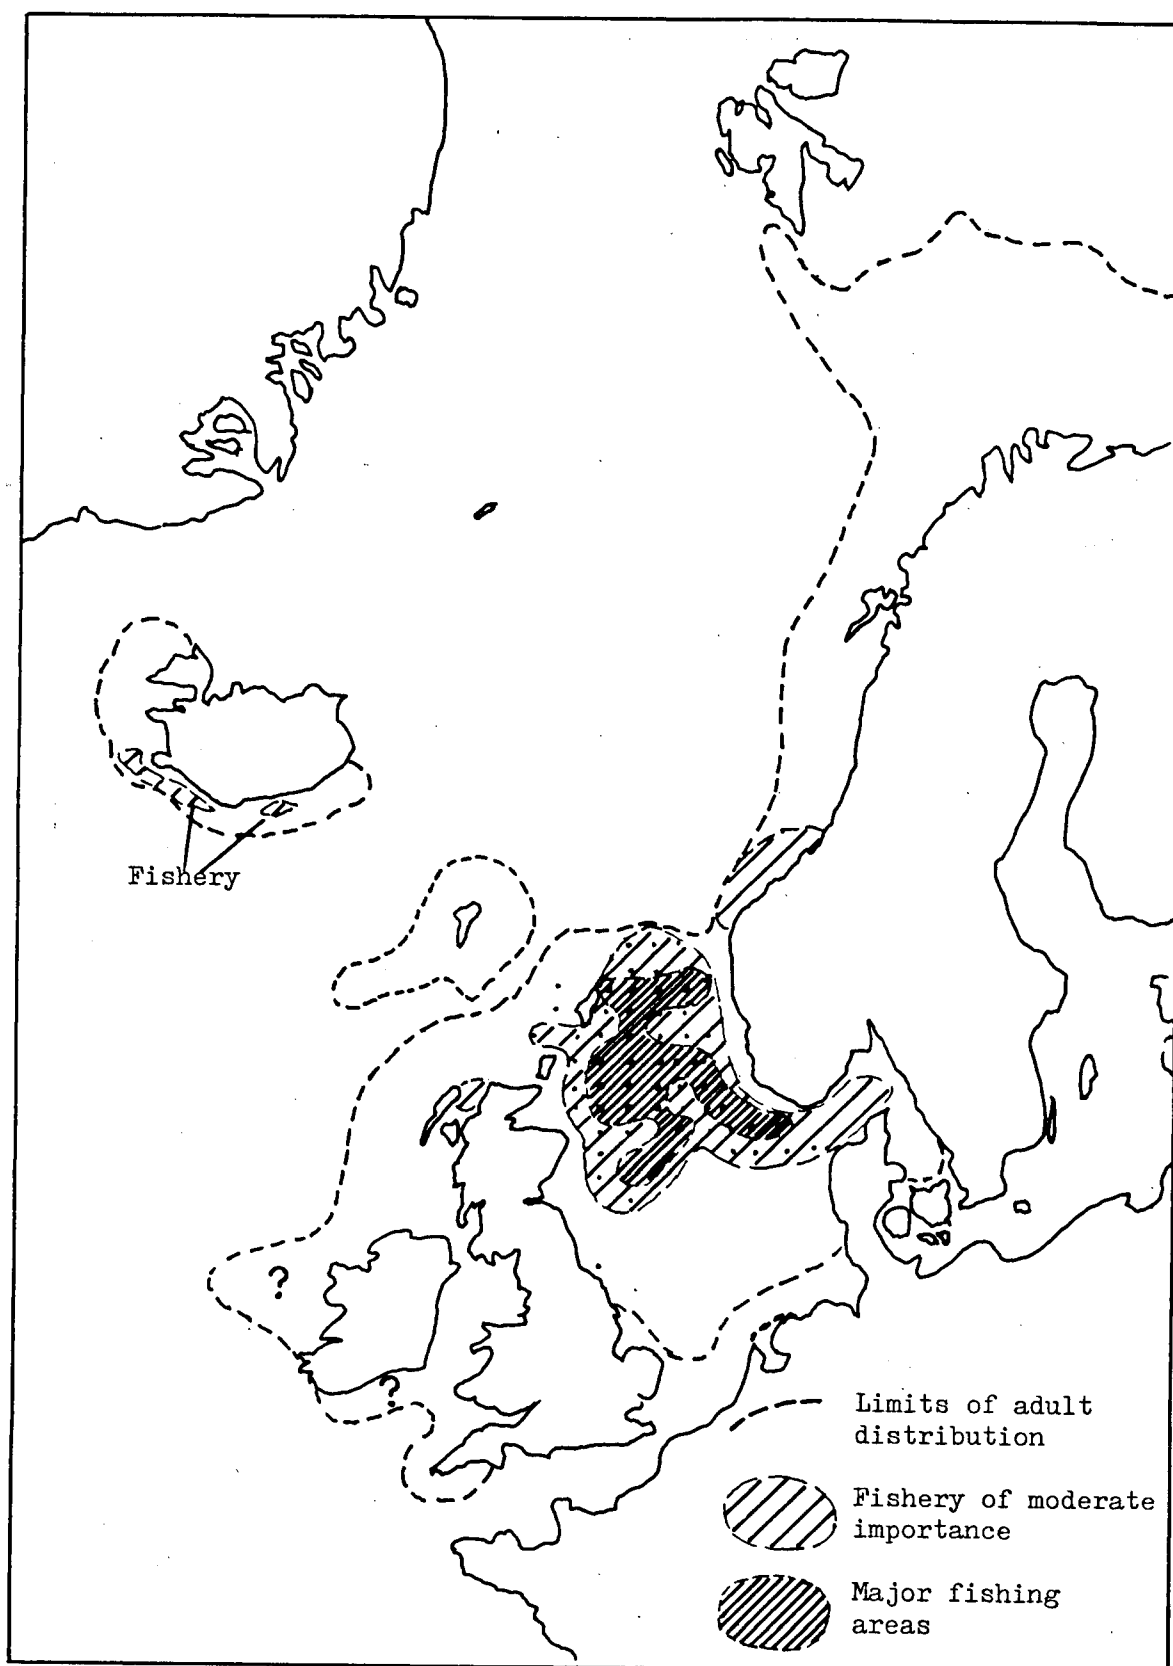 Fishery
?
?
Limits of adult
distribution
Fishery of moderate
importance
Major fishing
areas